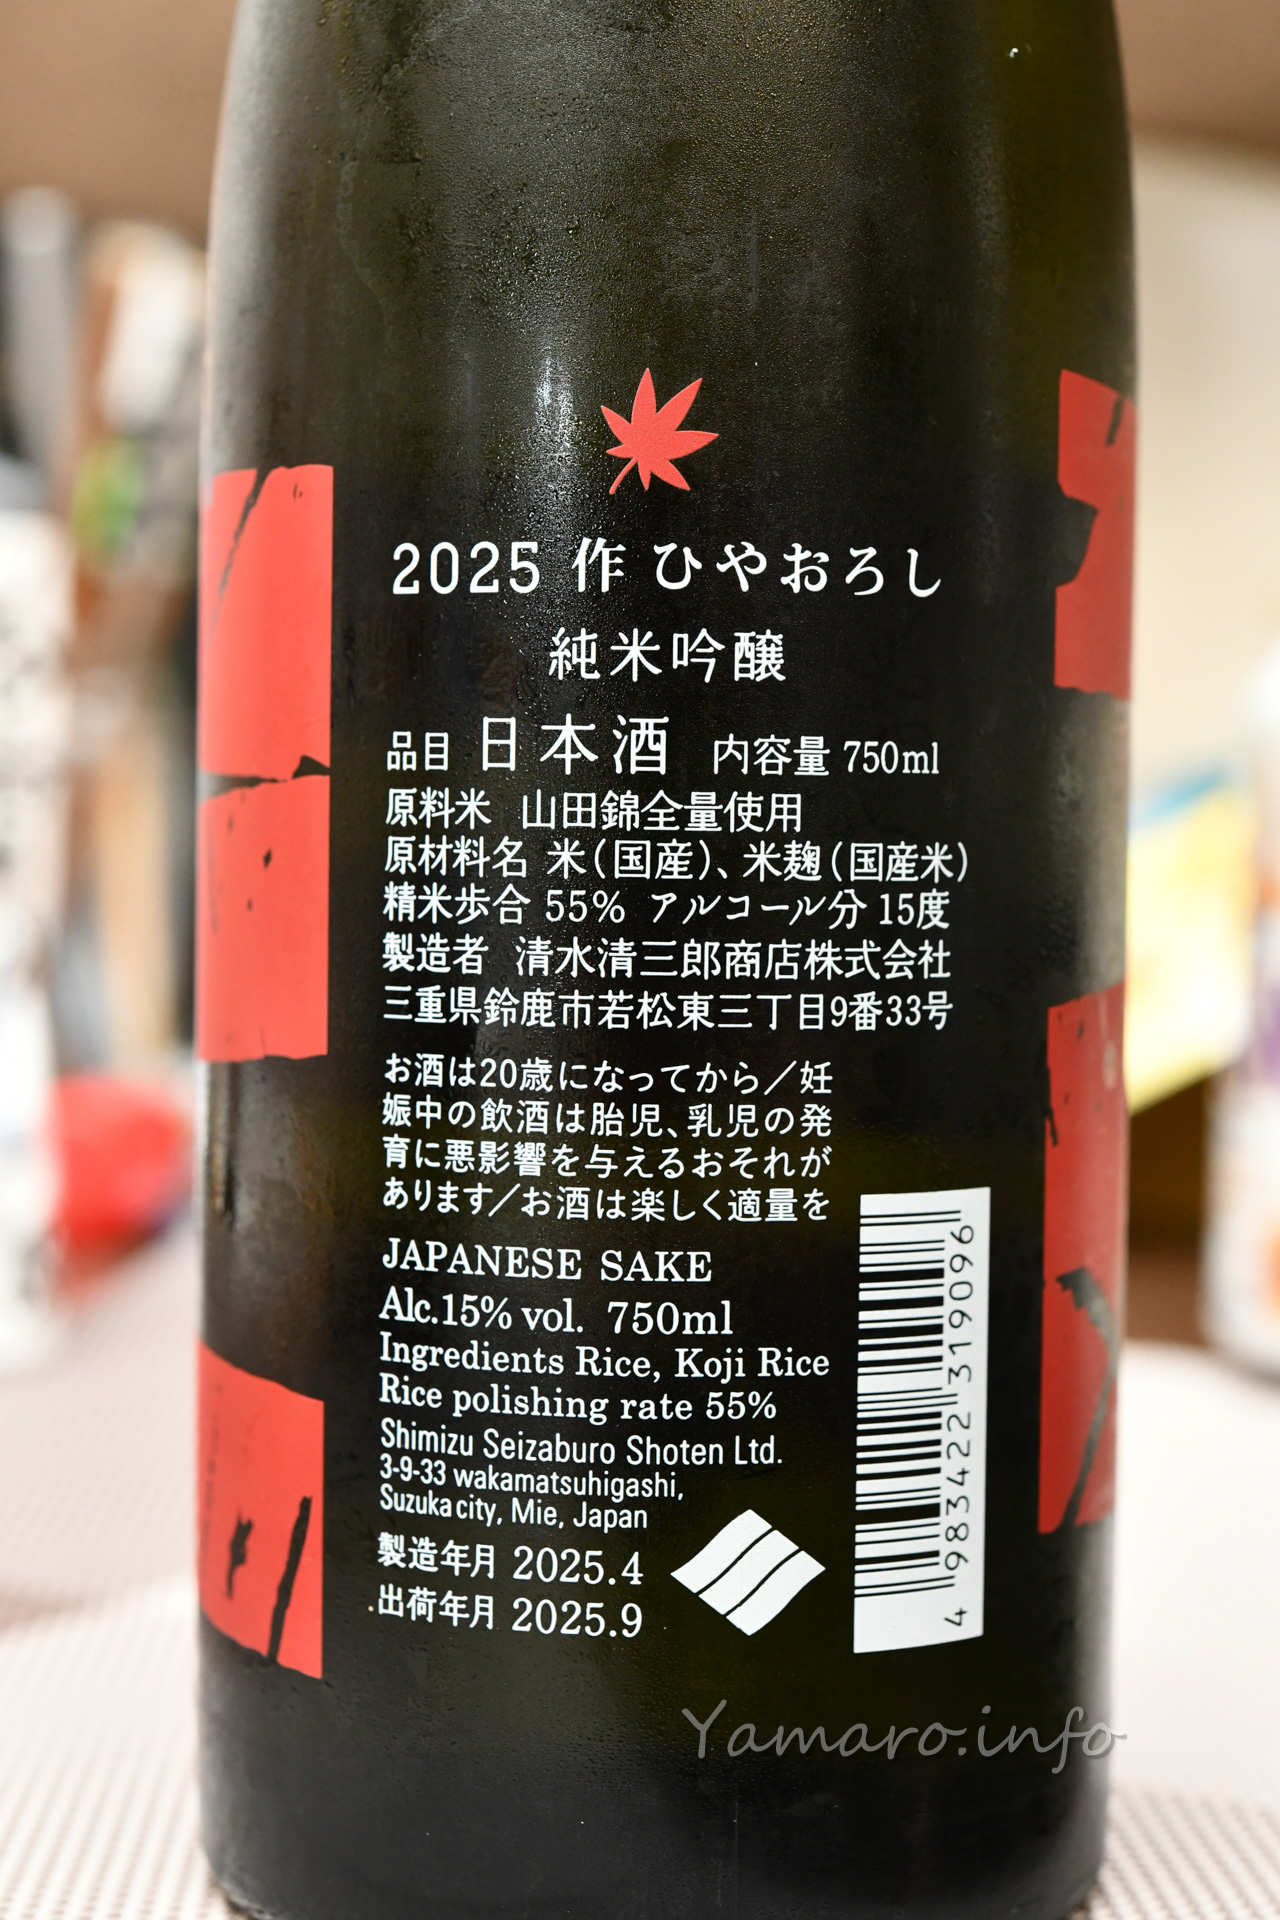 2025 作 ひやおろし
純米吟醸
品目 日本酒 内容量 750ml
原料米 山田錦全量使用
原材料名 米(国産)、米麹(国産米)
精米歩合 55% アルコール分 15度
製造者 清水清三郎商店株式会社
三重県鈴鹿市若松東三丁目9番33号
お酒は20歳になってから／妊
娠中の飲酒は胎児、乳児の発
育に悪影響を与えるおそれが
あります／お酒は楽しく適量を
JAPANESE SAKE
Alc.15% vol. 750ml
Ingredients Rice, Koji Rice
Rice polishing rate 55%
Shimizu Seizaburo Shoten Ltd.
3-9-33 wakamatsuhigashi,
Suzuka city, Mie, Japan
製造年月 2025.4
出荷年月 2025.9
4 983422 319096
Yamaro.info